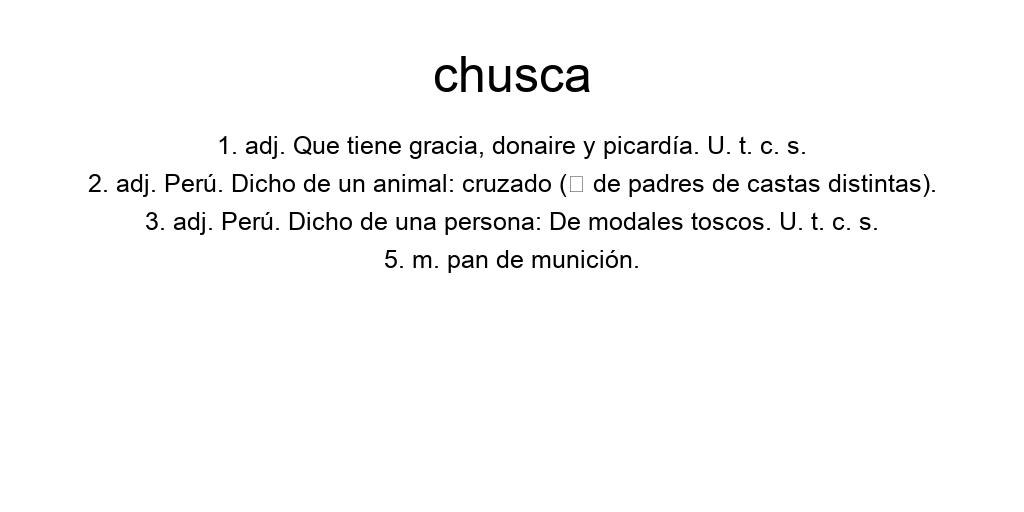 chusca
1. adj. Que tiene gracia, donaire y picardía. U. t. c. s.
2. adj. Perú. Dicho de un animal: cruzado (□ de padres de castas distintas).
3. adj. Perú. Dicho de una persona: De modales toscos. U. t. c. s.
5. m. pan de munición.